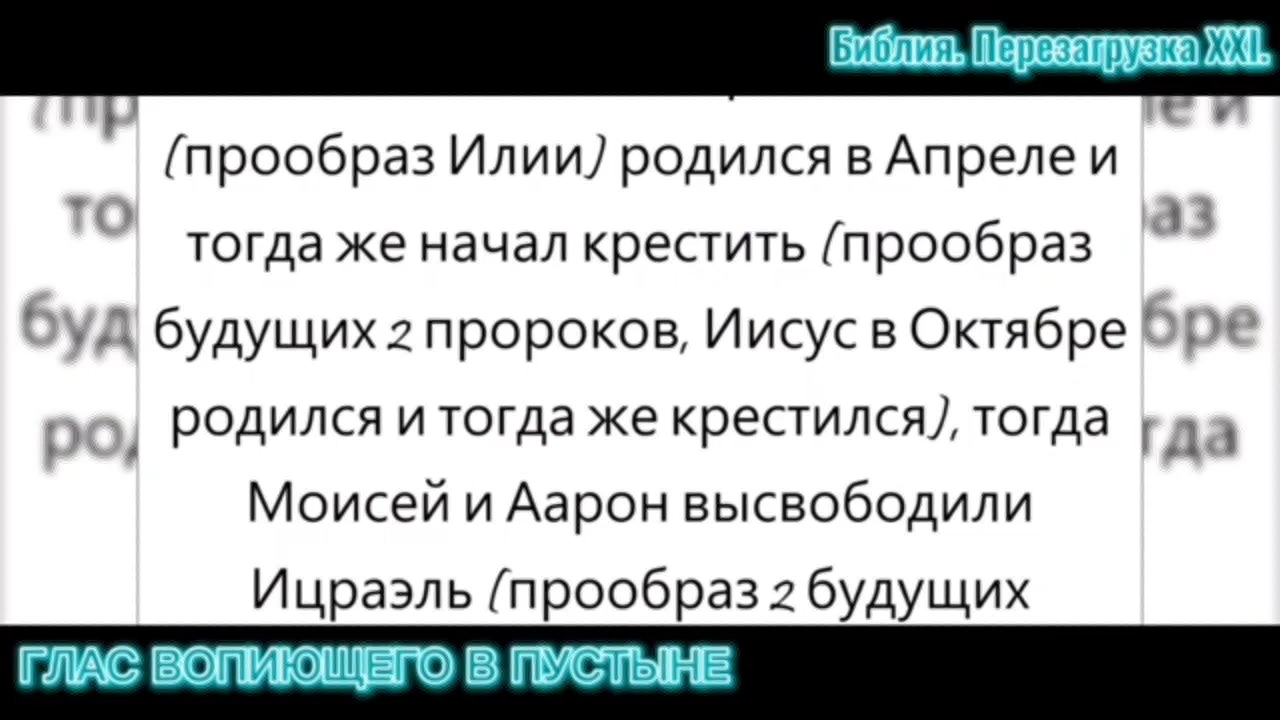 Библия. Перезагрузка XXI.
(прообраз Илии) родился в Апреле и
тогда же начал крестить (прообраз
будущих 2 пророков, Иисус в Октябре
родился и тогда же крестился), тогда
Моисей и Аарон высвободили
Ицраэль (прообраз 2 будущих
ГЛАС ВОПИЮЩЕГО В ПУСТЫНЕ